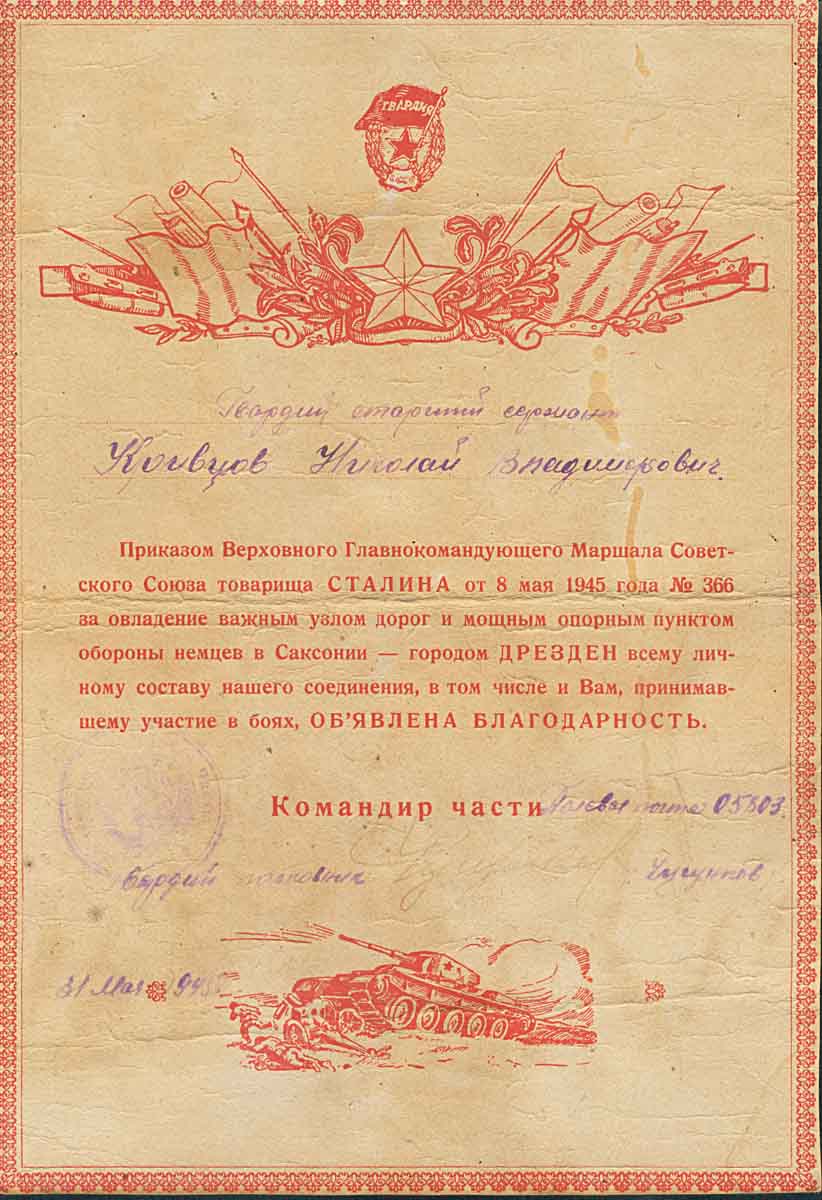 ГВАРДИЯ
Гвардии старший сержант
Кривцов Николай Владимирович
Приказом Верховного Главнокомандующего Маршала Совет-
ского Союза товарища СТАЛИНА от 8 мая 1945 года № 366
за овладение важным узлом дорог и мощным опорным пунктом
обороны немцев в Саксонии — городом ДРЕЗДЕН всему лич-
ному составу нашего соединения, в том числе и Вам, принимав-
шему участие в боях, ОБ'ЯВЛЕНА БЛАГОДАРНОСТЬ.
Командир части Полевая почта 05803
Гвардии полковник Чугунков
31 Мая 1945